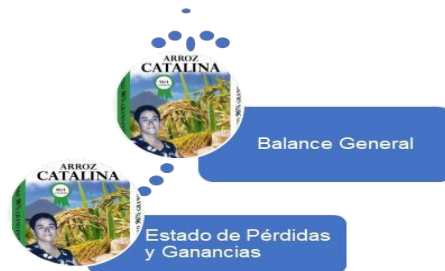 ARROZ
CATALINA
Balance General
ARROZ
CATALINA
Estado de Pérdidas
y Ganancias